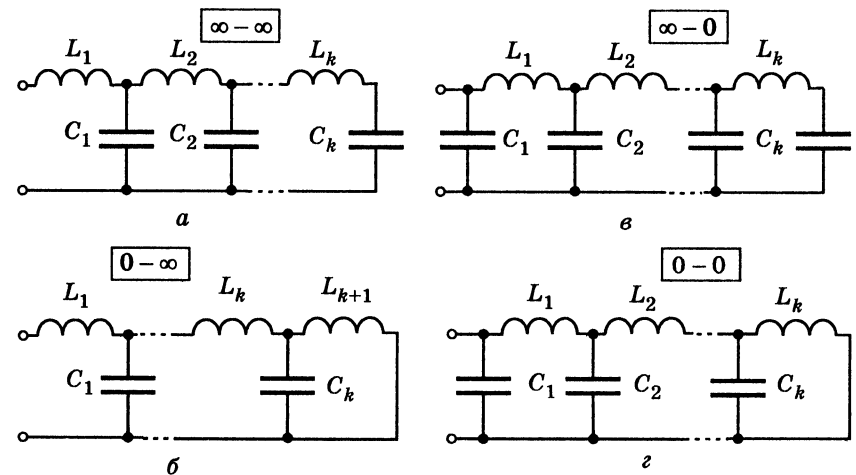 ∞ – ∞
L₁ L₂ Lₖ
C₁ C₂ Cₖ
а
∞ – 0
L₁ L₂ Lₖ
C₁ C₂ Cₖ
в
0 – ∞
L₁ Lₖ Lₖ₊₁
C₁ Cₖ
б
0 – 0
L₁ L₂ Lₖ
C₁ C₂ Cₖ
г